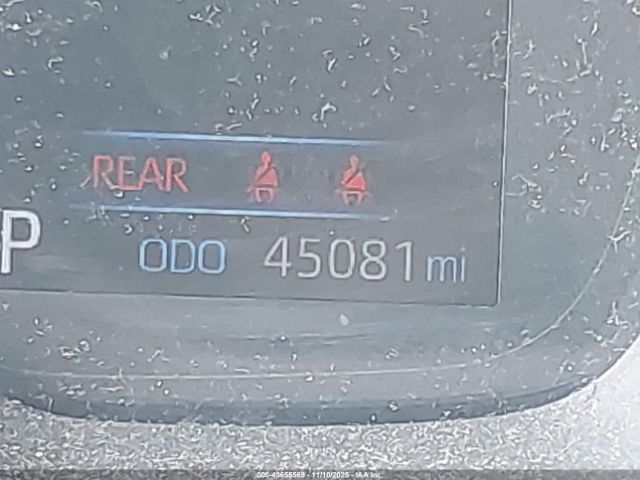 REAR
P
ODO 45081 mi
000-43655569 - 11/10/2025 - IAA Inc.